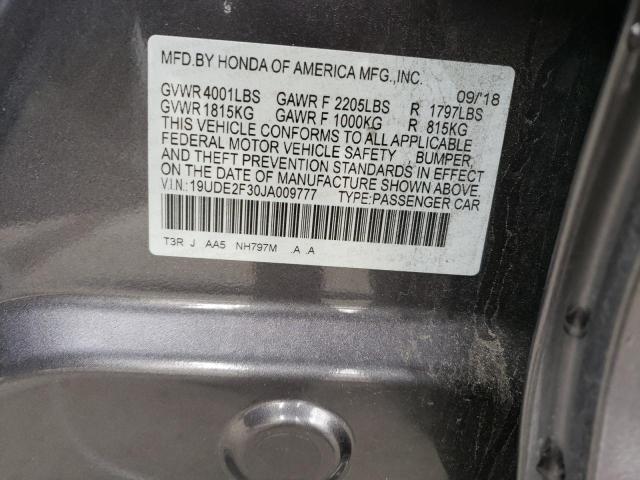 MFD.BY HONDA OF AMERICA MFG.,INC. 09/'18
GVWR 4001LBS GAWR F 2205LBS R 1797LBS
GVWR 1815KG GAWR F 1000KG R 815KG
THIS VEHICLE CONFORMS TO ALL APPLICABLE
FEDERAL MOTOR VEHICLE SAFETY , BUMPER,
AND THEFT PREVENTION STANDARDS IN EFFECT
ON THE DATE OF MANUFACTURE SHOWN ABOVE.
V.I.N.:19UDE2F30JA009777 TYPE:PASSENGER CAR
T3R J AA5 NH797M .A .A